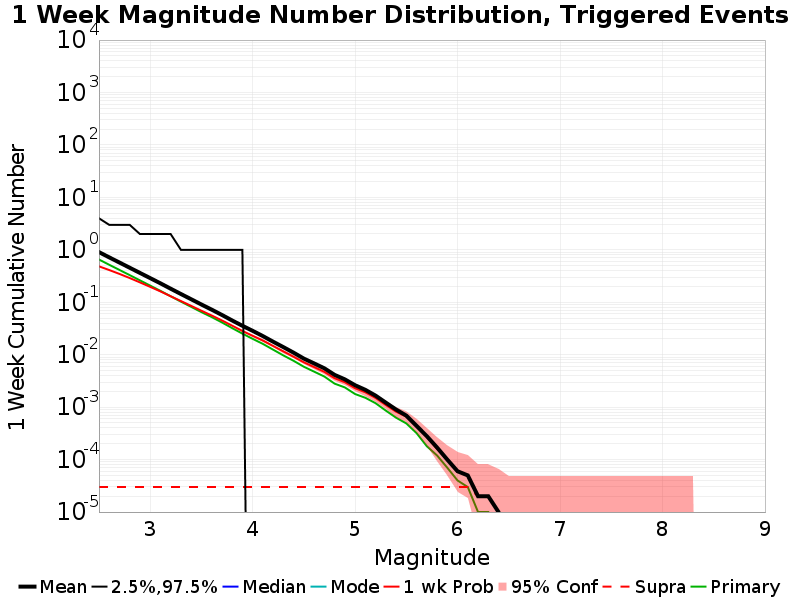 1 Week Magnitude Number Distribution, Triggered Events
10^4
10^3
10^2
10^1
10^0
10^-1
10^-2
10^-3
10^-4
10^-5
1 Week Cumulative Number
3 4 5 6 7 8 9
Magnitude
Mean 2.5%,97.5% Median Mode 1 wk Prob 95% Conf Supra Primary